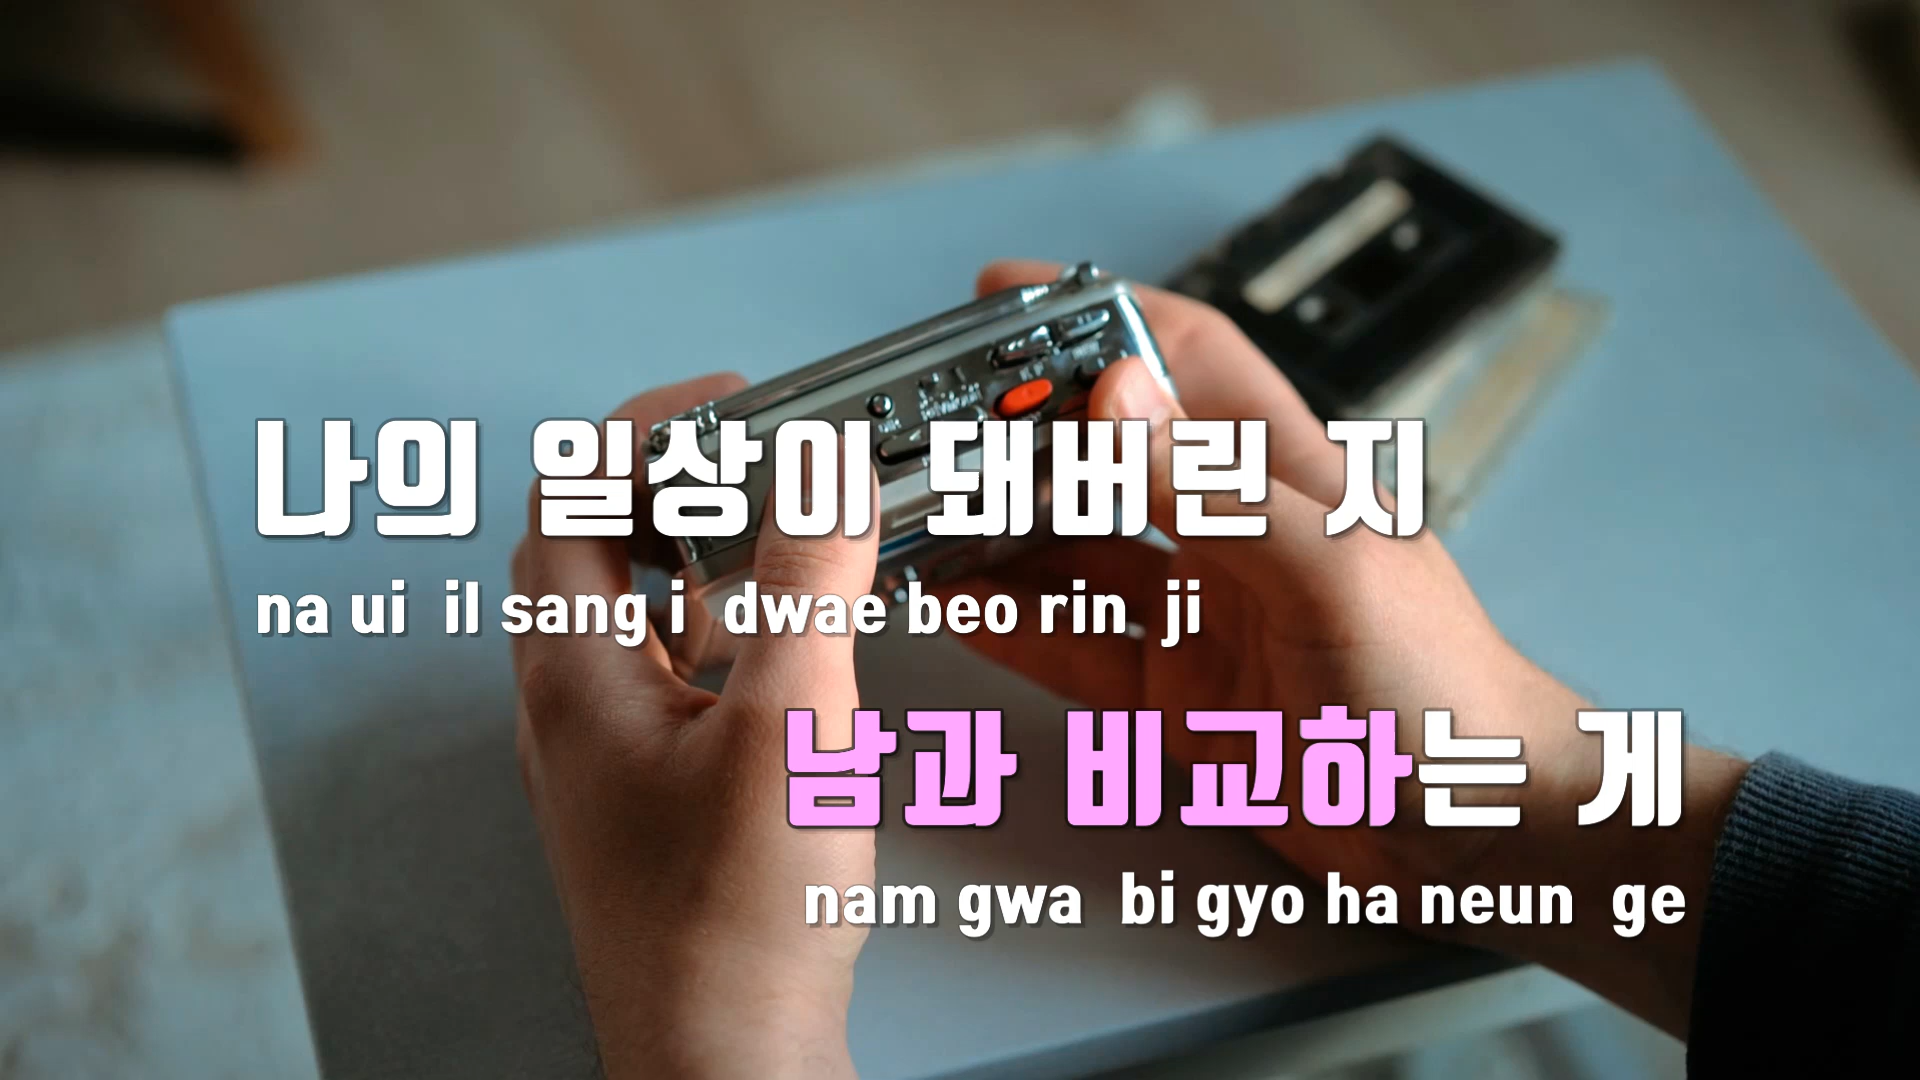 나의 일상이 돼버린 지
na ui il sang i dwae beo rin ji
남과 비교하는 게
nam gwa bi gyo ha neun ge